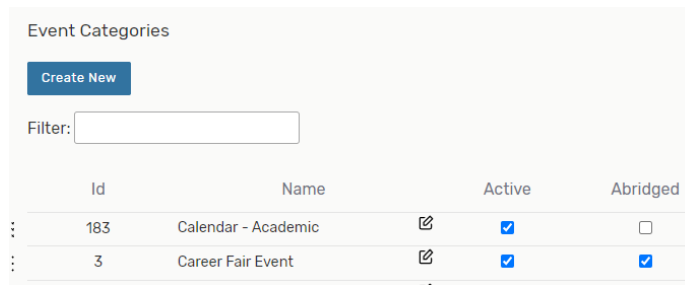 Event Categories
Create New
Filter:
Id Name Active Abridged
183 Calendar - Academic
3 Career Fair Event